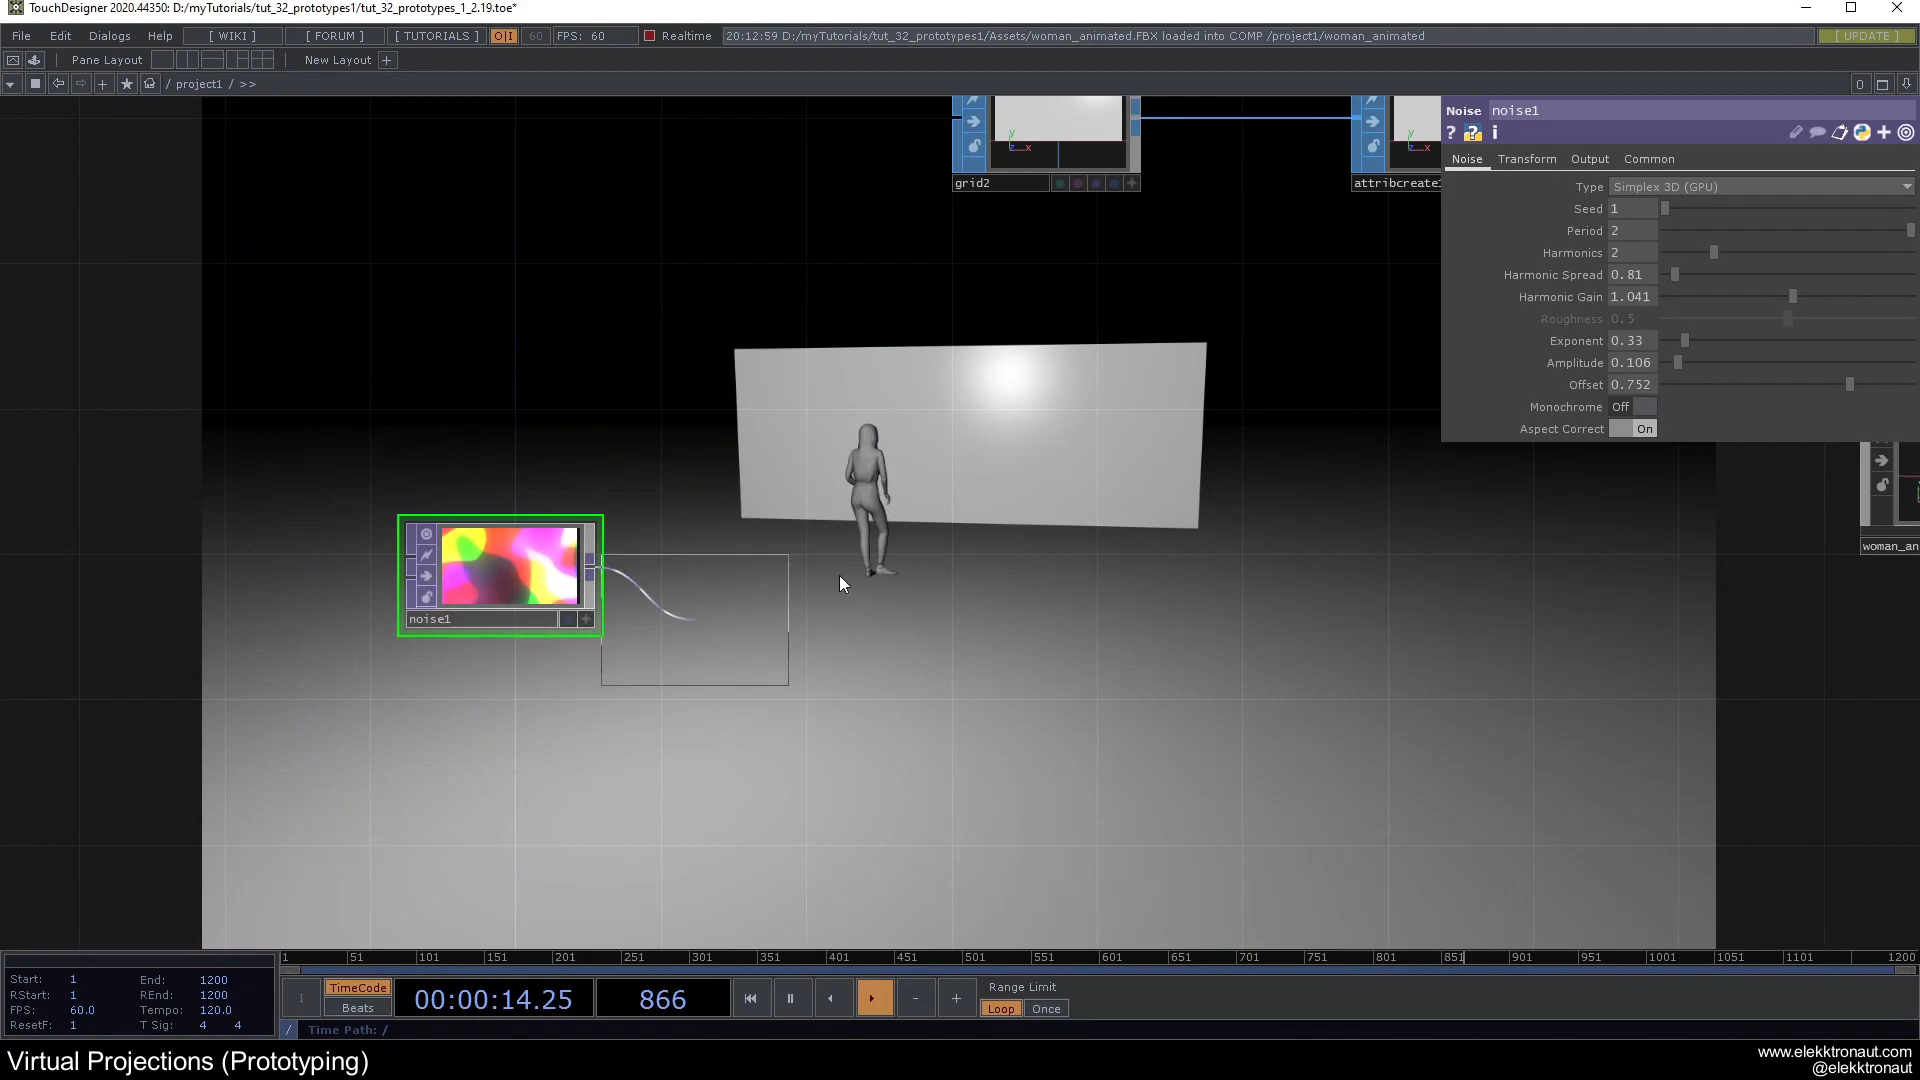 TouchDesigner 2020.44350: D:/myTutorials/tut_32_prototypes1/tut_32_prototypes_1_2.19.toe*
File Edit Dialogs Help [ WIKI ] [ FORUM ] [ TUTORIALS ] O|I 60 FPS: 60 Realtime 20:12:59 D:/myTutorials/tut_32_prototypes1/Assets/woman_animated.FBX loaded into COMP /project1/woman_animated [ UPDATE ]
Pane Layout New Layout +
/ project1 / >> 0
Noise noise1
? ? i
Noise Transform Output Common
y
z x
y
x
grid2
attribcreate1
Type Simplex 3D (GPU)
Seed 1
Period 2
Harmonics 2
Harmonic Spread 0.81
Harmonic Gain 1.041
Roughness 0.5
Exponent 0.33
Amplitude 0.106
Offset 0.752
Monochrome Off
Aspect Correct On
woman_an
noise1
1 51 101 151 201 251 301 351 401 451 501 551 601 651 701 751 801 851 901 951 1001 1051 1101 1200
Start: 1 End: 1200
RStart: 1 REnd: 1200
FPS: 60.0 Tempo: 120.0
ResetF: 1 T Sig: 4 4
I TimeCode
Beats
00:00:14.25 866
- +
Range Limit
Loop Once
/ Time Path: /
Virtual Projections (Prototyping)
www.elekktronaut.com
@elekktronaut